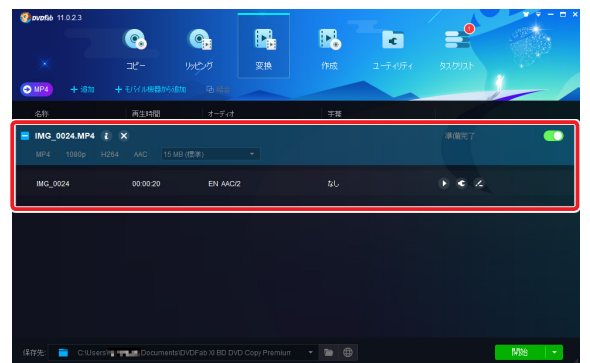 DVDFab 11.0.2.3
1
コピー リッピング 変換 作成 ユーティリティ タスクリスト
MP4 + 追加 + モバイル機器から追加 結合
名称 再生時間 オーディオ 字幕
IMG_0024.MP4 i × 準備完了
MP4 1080p H264 AAC 15 MB (標準)
IMG_0024 00:00:20 EN AAC/2 なし
保存先: C:\Users\ Documents\DVDFab XI BD DVD Copy Premium
開始